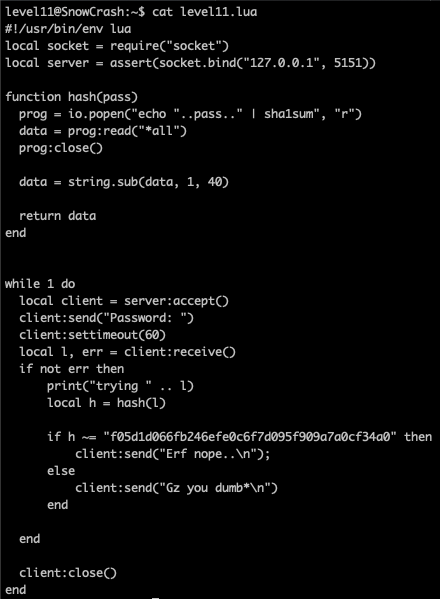 level11@SnowCrash:~$ cat level11.lua
#!/usr/bin/env lua
local socket = require("socket")
local server = assert(socket.bind("127.0.0.1", 5151))

function hash(pass)
  prog = io.popen("echo "..pass.." | sha1sum", "r")
  data = prog:read("*all")
  prog:close()

  data = string.sub(data, 1, 40)

  return data
end


while 1 do
  local client = server:accept()
  client:send("Password: ")
  client:settimeout(60)
  local l, err = client:receive()
  if not err then
      print("trying " .. l)
      local h = hash(l)

      if h ~= "f05d1d066fb246efe0c6f7d095f909a7a0cf34a0" then
          client:send("Erf nope..\n");
      else
          client:send("Gz you dumb*\n")
      end

  end

  client:close()
end